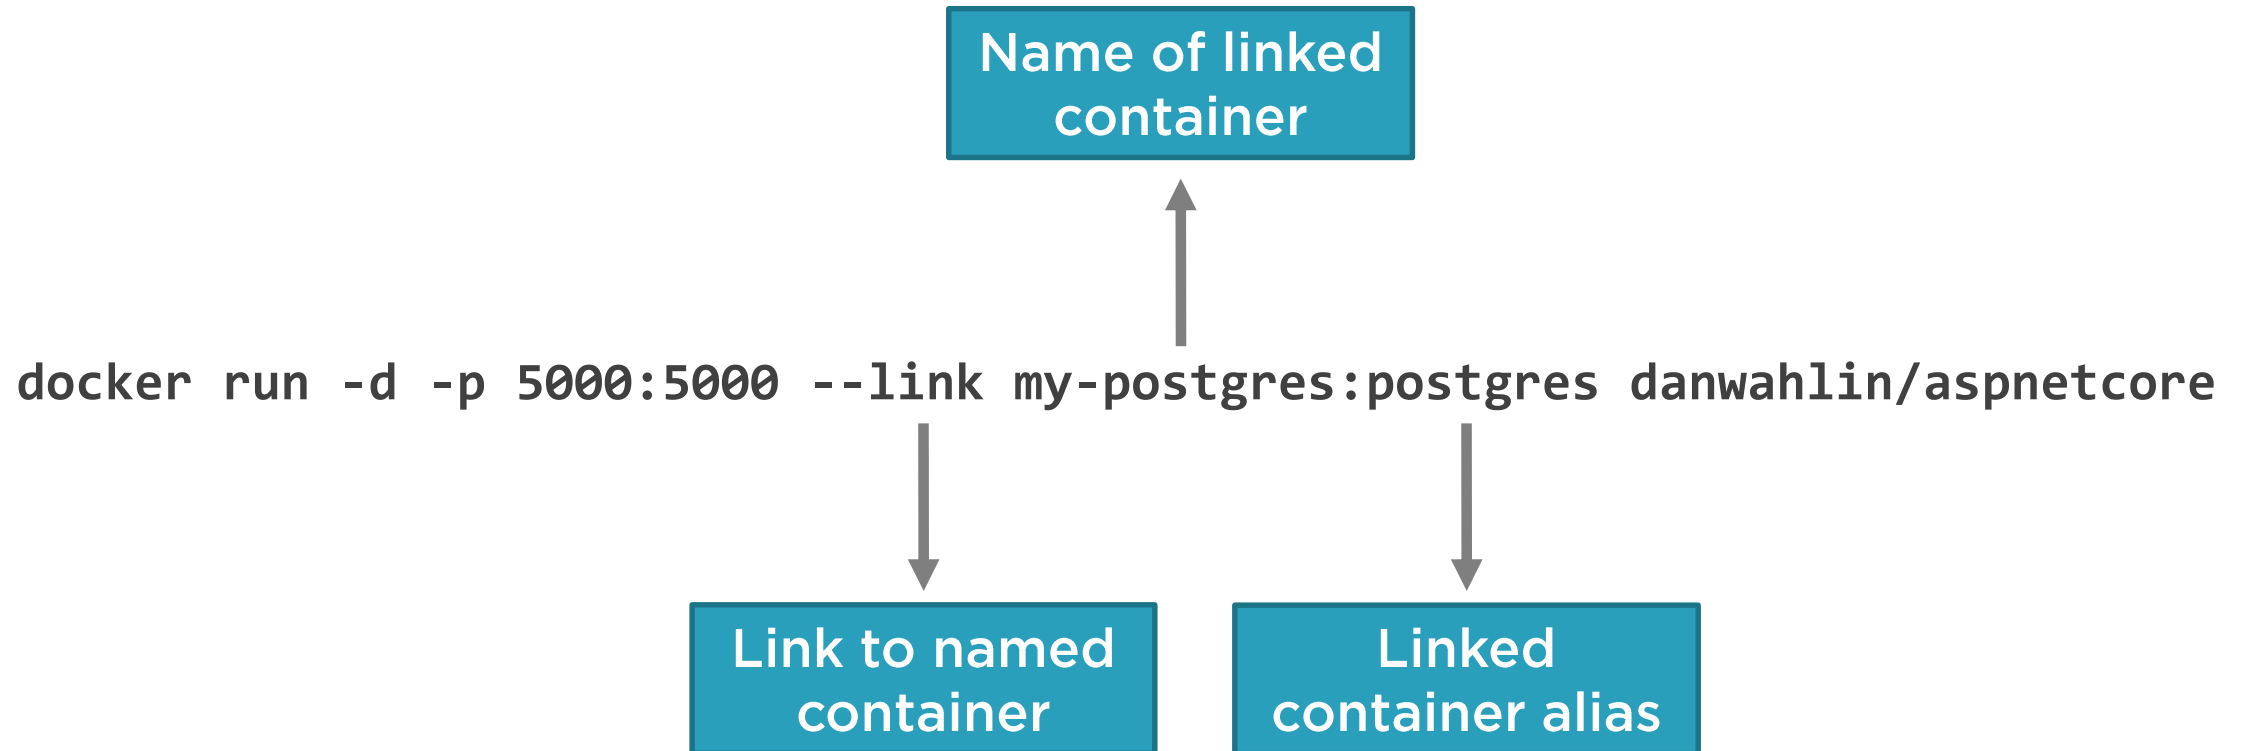 Name of linked
container
docker run -d -p 5000:5000 --link my-postgres:postgres danwahlin/aspnetcore
Link to named
container
Linked
container alias